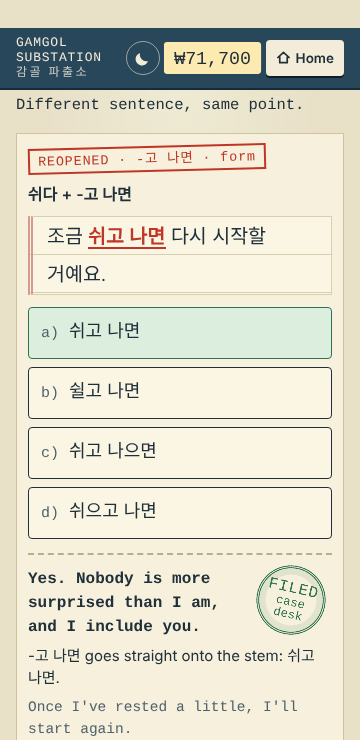 GAMGOL
SUBSTATION
감골 파출소
₩71,700
Home
Different sentence, same point.
REOPENED · -고 나면 · form
쉬다 + -고 나면
조금 쉬고 나면 다시 시작할
거예요.
a) 쉬고 나면
b) 쉴고 나면
c) 쉬고 나으면
d) 쉬으고 나면
Yes. Nobody is more
surprised than I am,
and I include you.
FILED
case
desk
-고 나면 goes straight onto the stem: 쉬고
나면.
Once I've rested a little, I'll
start again.